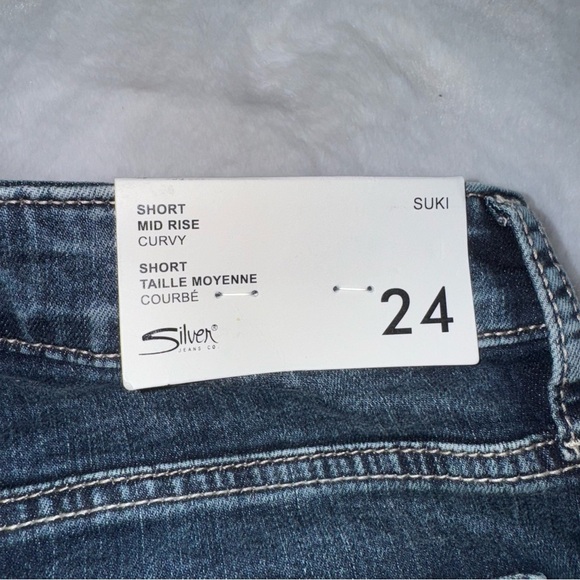 SHORT
MID RISE
CURVY
SUKI
SHORT
TAILLE MOYENNE
COURBÉ
Silver®
JEANS CO
24